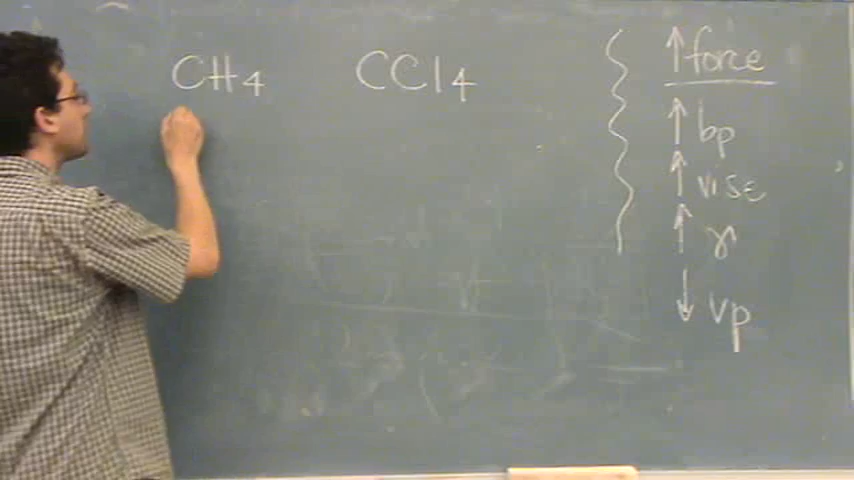 CH4 CCl4
↑force
↑ bp
↑ visc
↑ γ
↓ vp